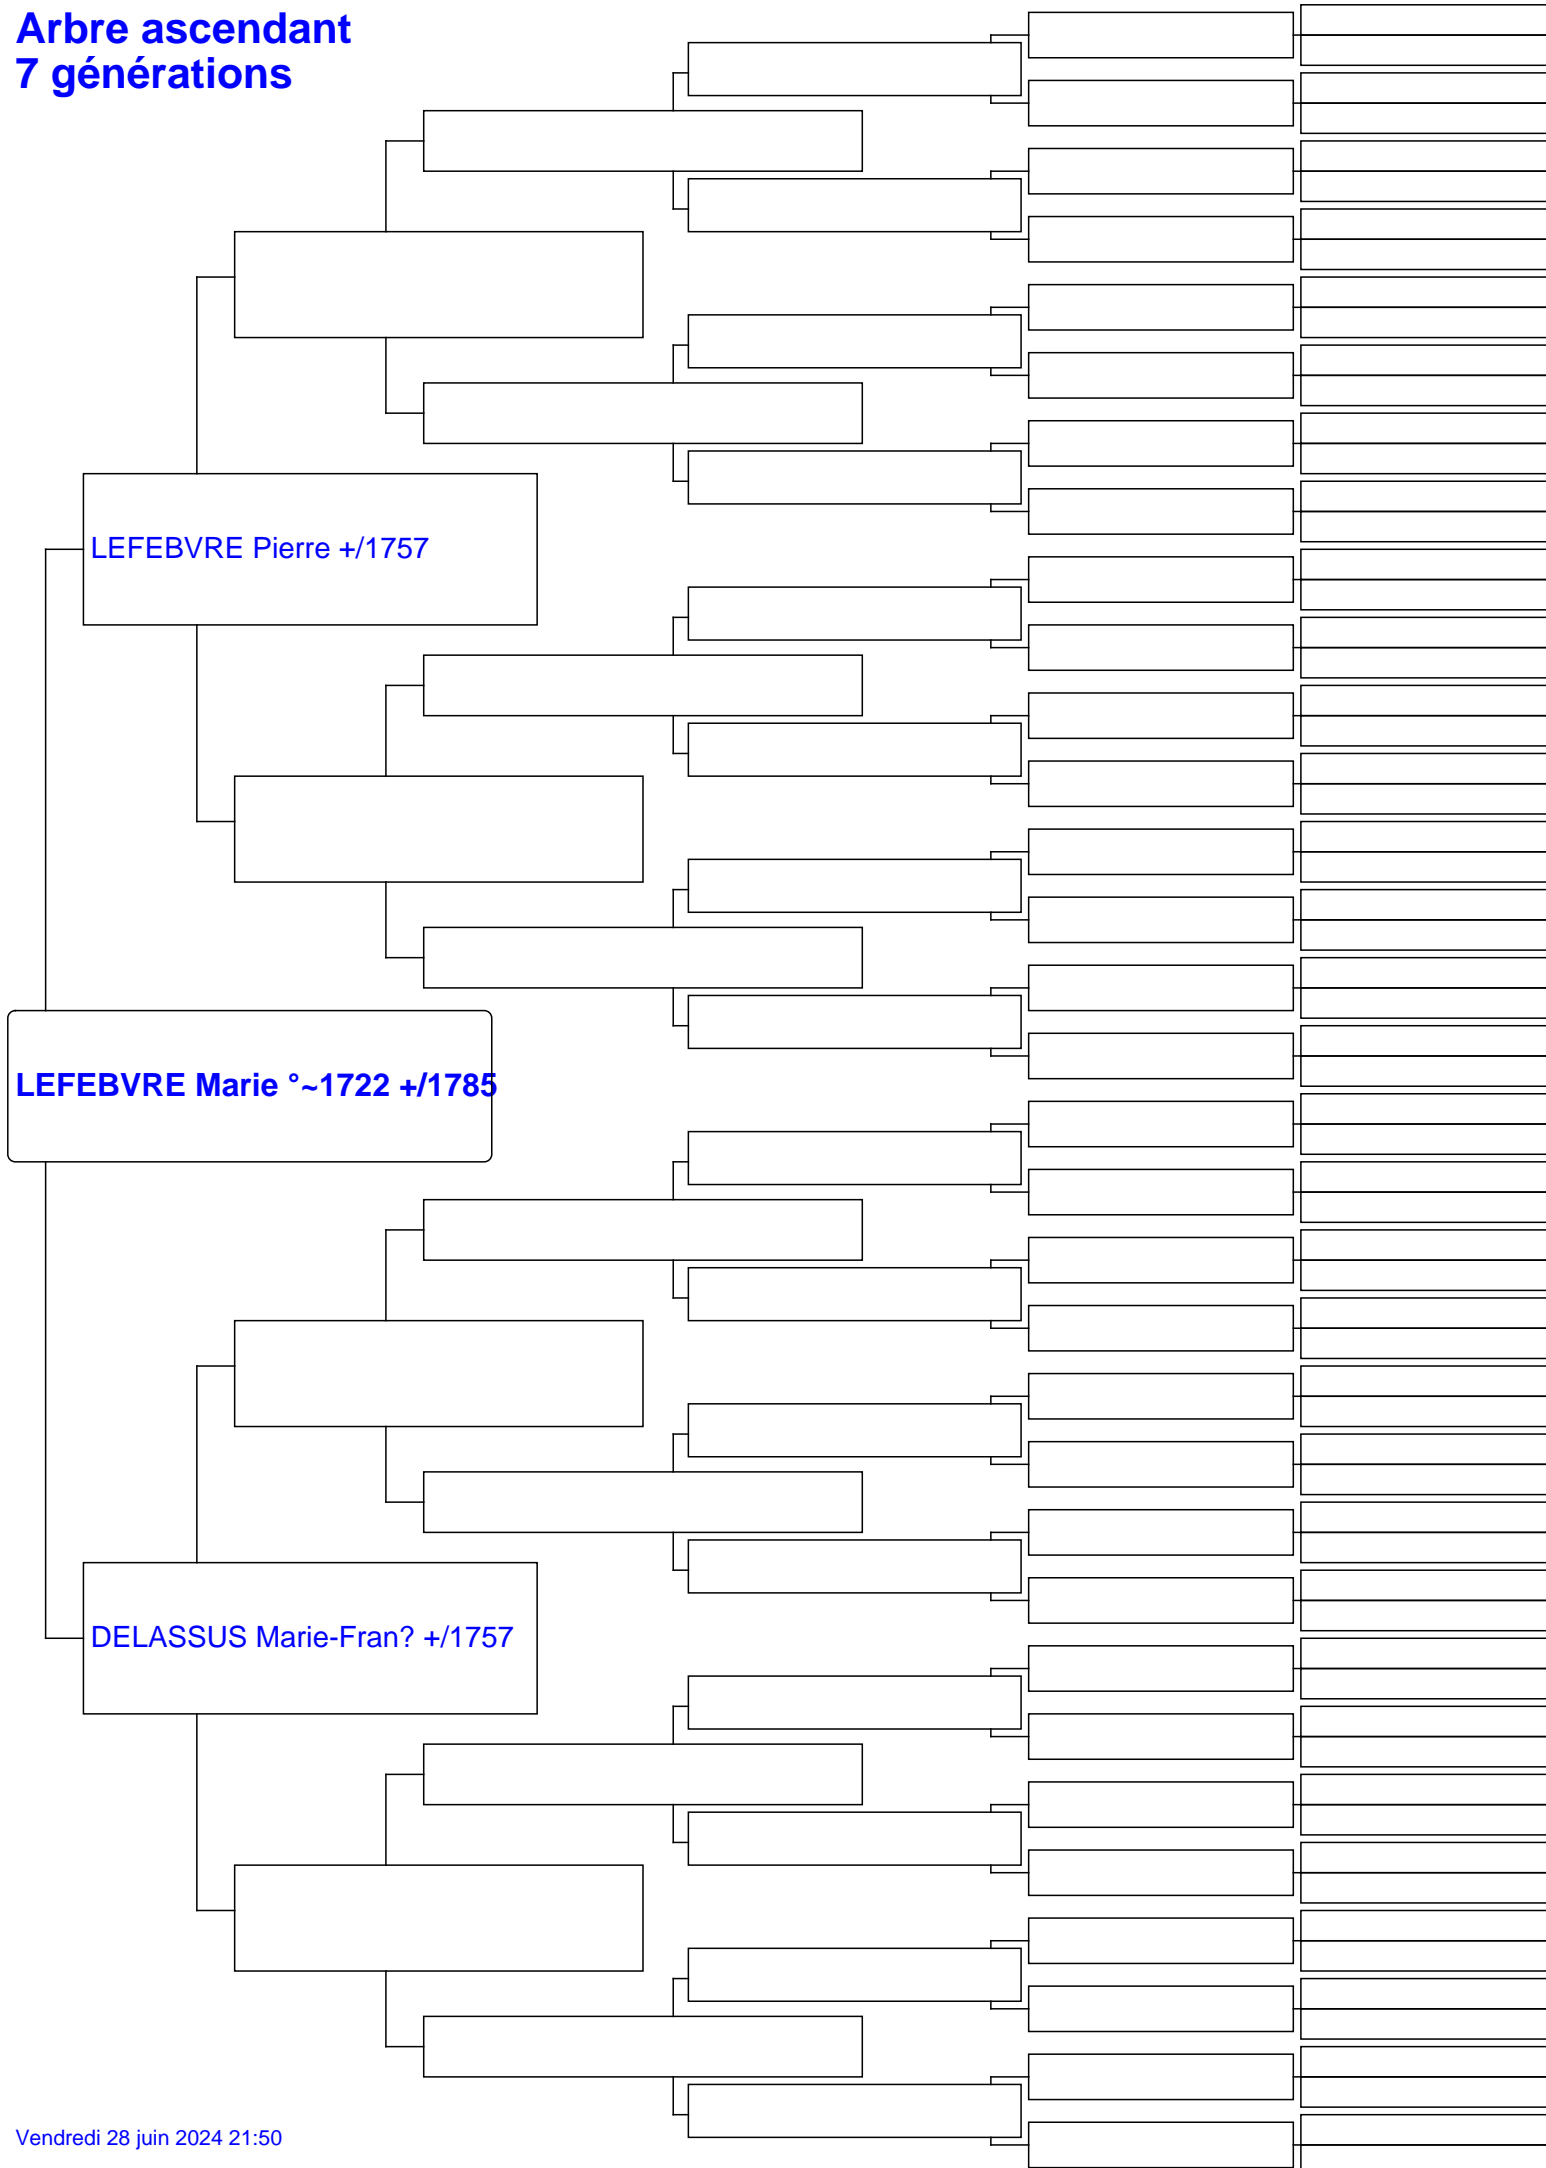 Arbre ascendant
7 générations
LEFEBVRE Pierre +/1757
LEFEBVRE Marie °~1722 +/1785
DELASSUS Marie-Fran? +/1757
Vendredi 28 juin 2024 21:50